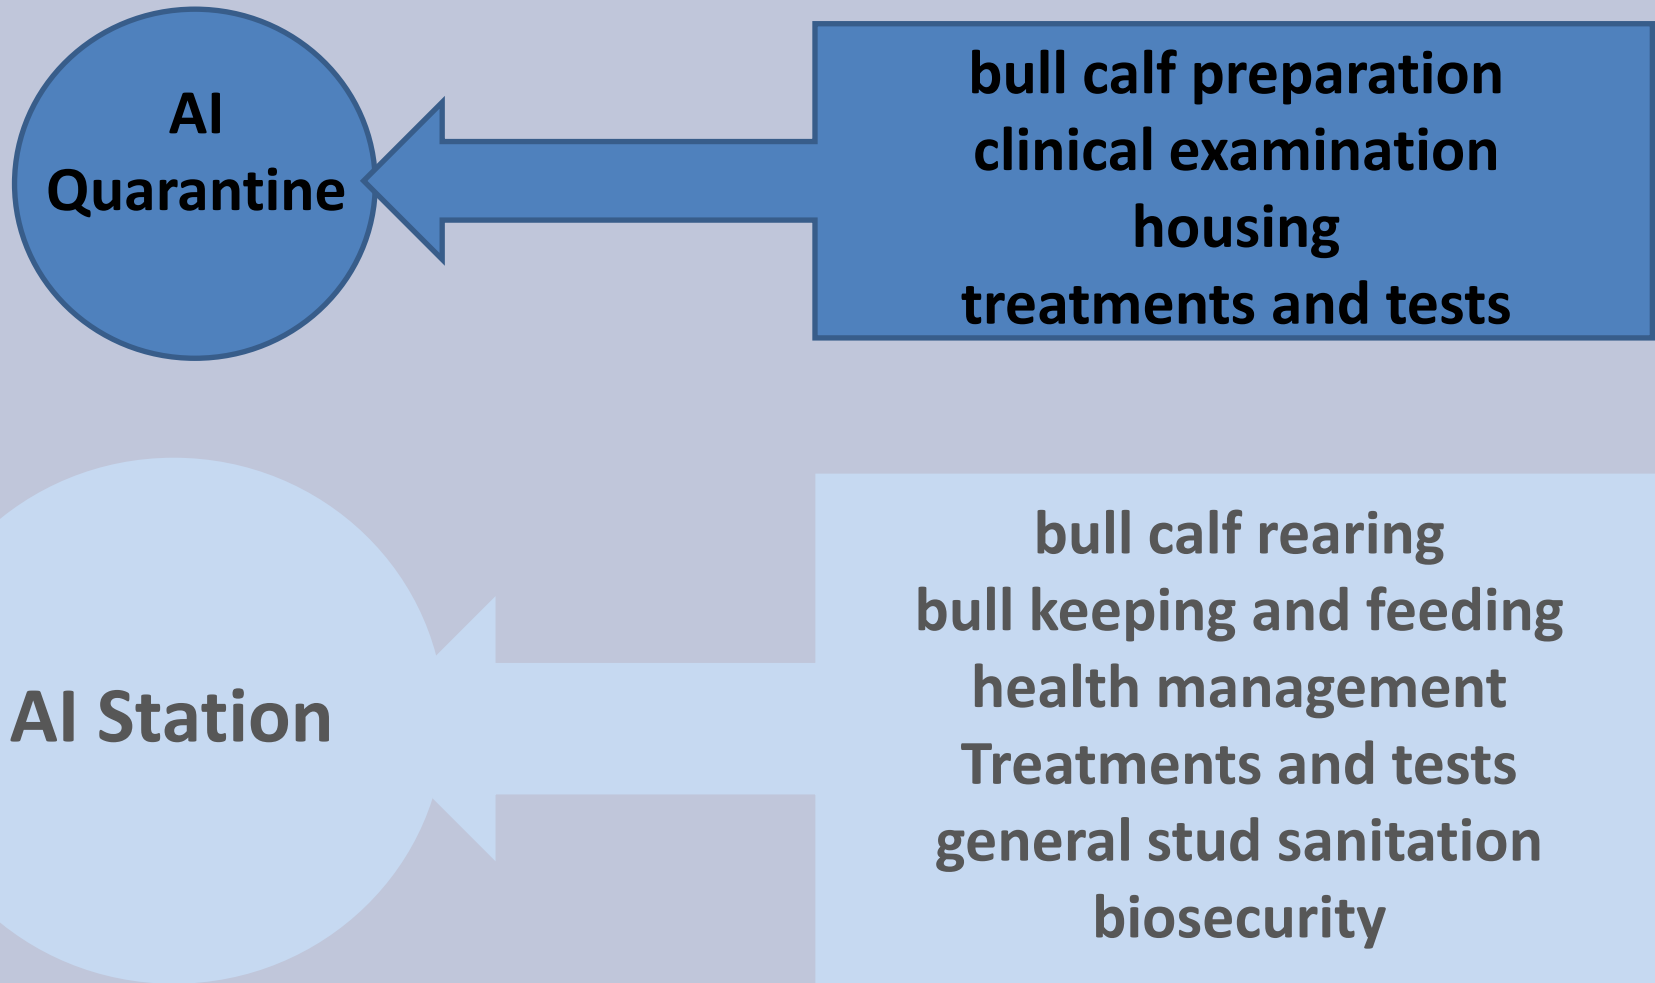 AI
Quarantine
bull calf preparation
clinical examination
housing
treatments and tests
AI Station
bull calf rearing
bull keeping and feeding
health management
Treatments and tests
general stud sanitation
biosecurity